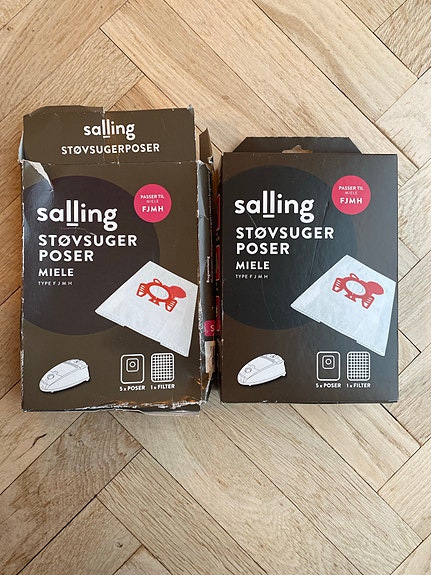 salling
STØVSUGERPOSER
salling
PASSER TIL
MIELE
FJMH
STØVSUGER
POSER
MIELE
TYPE F J M H
5 x POSER
1 x FILTER
salling
PASSER TIL
MIELE
FJMH
STØVSUGER
POSER
MIELE
TYPE F J M H
5 x POSER
1 x FILTER